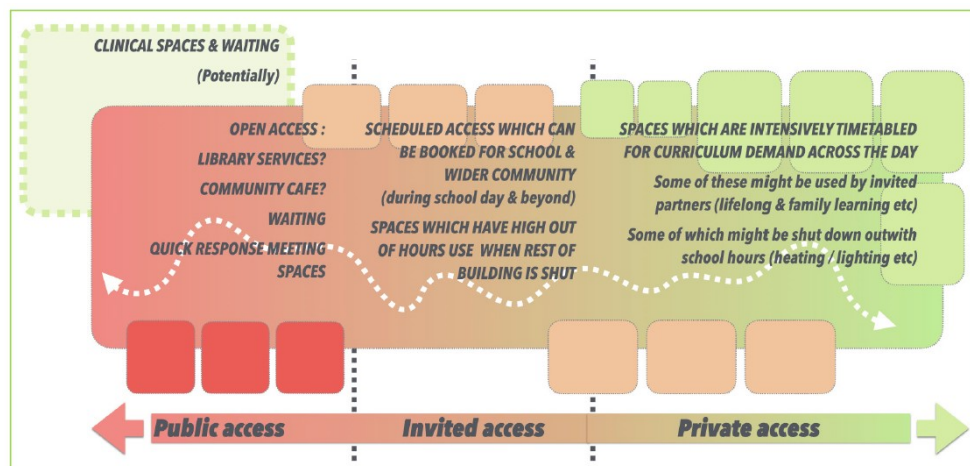 CLINICAL SPACES & WAITING
(Potentially)
OPEN ACCESS :
LIBRARY SERVICES?
COMMUNITY CAFE?
WAITING
QUICK RESPONSE MEETING
SPACES
SCHEDULED ACCESS WHICH CAN
BE BOOKED FOR SCHOOL &
WIDER COMMUNITY
(during school day & beyond)
SPACES WHICH HAVE HIGH OUT
OF HOURS USE WHEN REST OF
BUILDING IS SHUT
SPACES WHICH ARE INTENSIVELY TIMETABLED
FOR CURRICULUM DEMAND ACROSS THE DAY
Some of these might be used by invited
partners (lifelong & family learning etc)
Some of which might be shut down outwith
school hours (heating / lighting etc)
Public access
Invited access
Private access